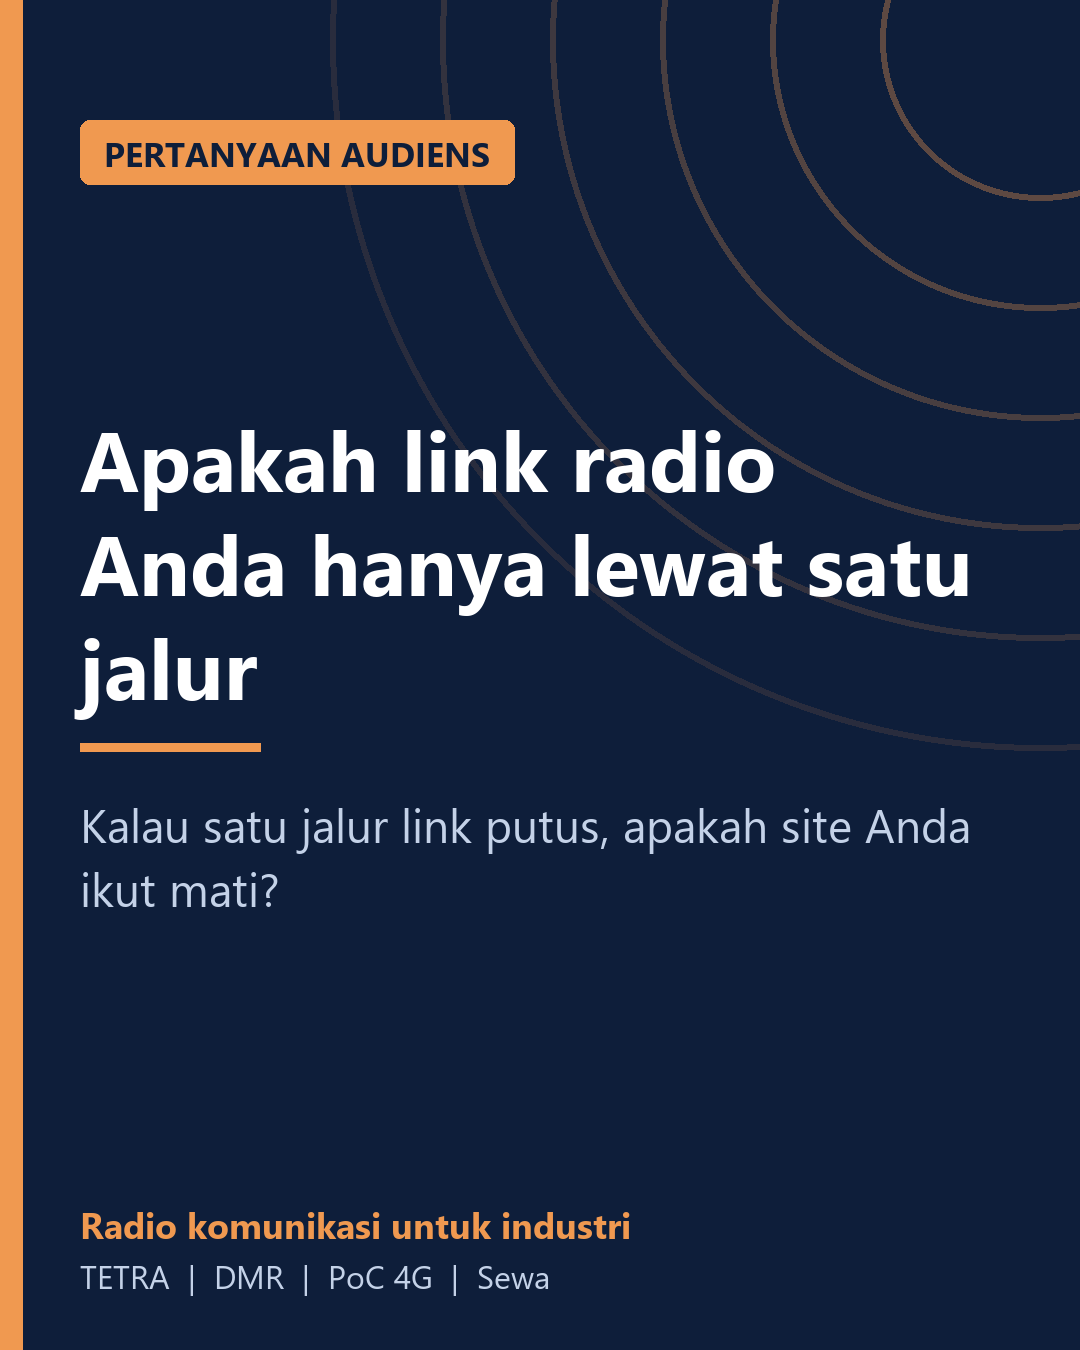 PERTANYAAN AUDIENS
Apakah link radio
Anda hanya lewat satu
jalur
Kalau satu jalur link putus, apakah site Anda
ikut mati?
Radio komunikasi untuk industri
TETRA | DMR | PoC 4G | Sewa